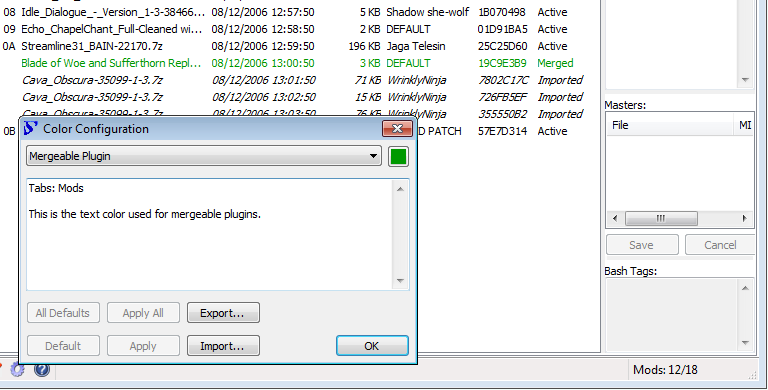 08 Idle_Dialogue_-_Version_1-3-38466... 08/12/2006 12:57:50 5 KB Shadow she-wolf 1B070498 Active
09 Echo_ChapelChant_Full-Cleaned wi... 08/12/2006 12:58:50 2 KB DEFAULT 01D91BA5 Active
0A Streamline31_BAIN-22170.7z 08/12/2006 12:59:50 196 KB Jaga Telesin 25C25D60 Active
Blade of Woe and Sufferthorn Repl... 08/12/2006 13:00:50 3 KB DEFAULT 19C9E3B9 Merged
Cava_Obscura-35099-1-3.7z 08/12/2006 13:01:50 71 KB WrinklyNinja 7802C17C Imported
Cava_Obscura-35099-1-3.7z 08/12/2006 13:02:50 15 KB WrinklyNinja 726FB5EF Imported
Cava_Obscura-35099-1-3.7z 08/12/2006 13:03:50 76 KB WrinklyNinja 355550B2 Imported
0B D PATCH 57E7D314 Active
Color Configuration
Mergeable Plugin
Tabs: Mods
This is the text color used for mergeable plugins.
All Defaults Apply All Export...
Default Apply Import... OK
Masters:
File MI
Save Cancel
Bash Tags:
Mods: 12/18